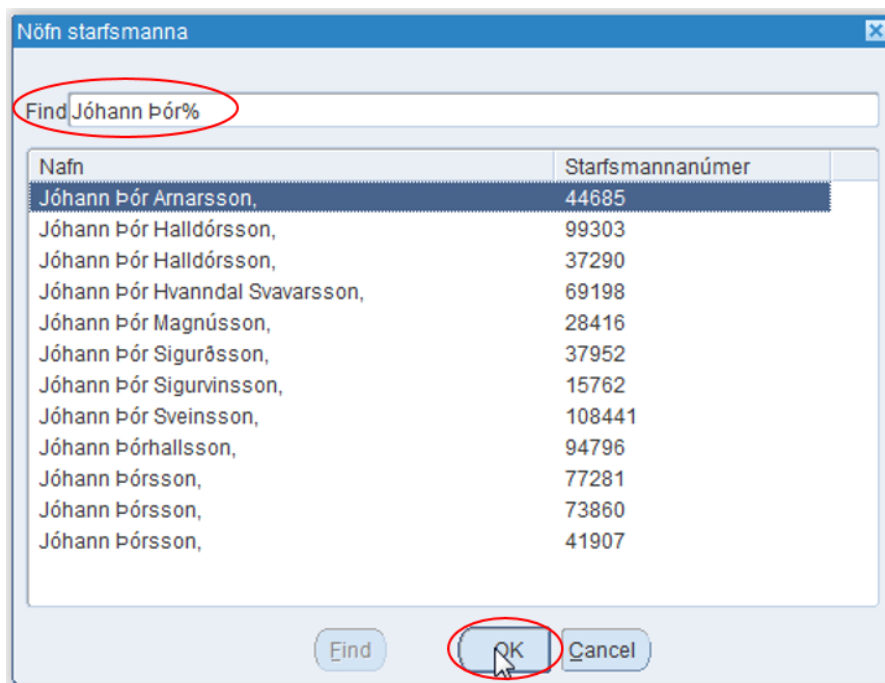 Nöfn starfsmanna
Find Jóhann Þór%
Nafn Starfsmannanúmer
Jóhann Þór Arnarsson, 44685
Jóhann Þór Halldórsson, 99303
Jóhann Þór Halldórsson, 37290
Jóhann Þór Hvanndal Svavarsson, 69198
Jóhann Þór Magnússon, 28416
Jóhann Þór Sigurðsson, 37952
Jóhann Þór Sigurvinsson, 15762
Jóhann Þór Sveinsson, 108441
Jóhann Þórhallsson, 94796
Jóhann Þórsson, 77281
Jóhann Þórsson, 73860
Jóhann Þórsson, 41907
Find OK Cancel